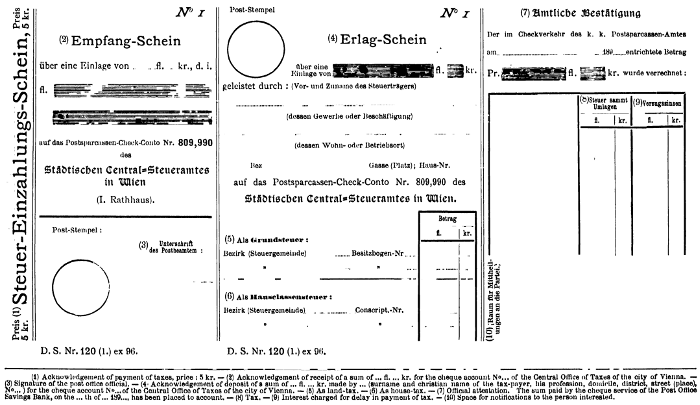 Preis (1) Steuer-Einzahlungs-Schein, Preis 5 kr.
5 kr.
No 1
(2) Empfang-Schein
über eine Einlage von ... fl. ... kr., d. i.
fl.
auf das Postsparcassen-Check-Conto Nr. 809,990
des
Städtischen Central-Steueramtes
in Wien
(I. Rathhaus).
Post-Stempel :
(3) Unterschrift
des Postbeamten :
D. S. Nr. 120 (1.) ex 96.
Post-Stempel
No 1
(4) Erlag-Schein
über eine
Einlage von fl. kr.
geleistet durch : (Vor- und Zuname des Steuerträgers)
(dessen Gewerbe oder Beschäftigung)
(dessen Wohn- oder Betriebsort)
Bez Gasse (Platz); Haus-Nr.
auf das Postsparcassen-Check-Conto Nr. 809,990 des
Städtischen Central-Steueramtes in Wien.
Betrag
fl. kr.
(5) Als Grundsteuer :
Bezirk (Steuergemeinde) Besitzbogen-Nr.
" "
(6) Als Hausclassensteuer :
Bezirk (Steuergemeinde) Conscript.-Nr.
" "
D. S. Nr. 120 (1.) ex 96.
(7) Amtliche Bestätigung
Der im Checkverkehr des k. k. Postsparcassen-Amtes
am 189 entrichtete Betrag
Pr. fl. kr. wurde verrechnet :
(8) Steuer sammt
Umlagen
(9) Verzugszinsen
fl. kr. fl. kr.
(10) (Raum für Mittheil-
ungen an die Partei.)
(1) Acknowledgement of payment of taxes, price : 5 kr. — (2) Acknowledgement of receipt of a sum of ... fl. ... kr. for the cheque account No... of the Central Office of Taxes of the city of Vienna. —
(3) Signature of the post office official. — (4) Acknowledgement of deposit of a sum of ... fl. ... kr. made by ... (surname and christian name of the tax-payer, his profession, domicile, district, street (place),
No ...) for the cheque account No... of the Central Office of Taxes of the city of Vienna. — (5) As land-tax. — (6) As house-tax. — (7) Official attestation. The sum paid by the cheque service of the Post Office
Savings Bank, on the ... th of ... 189..., has been placed to account. — (8) Tax. — (9) Interest charged for delay in payment of tax. — (10) Space for notifications to the person interested.